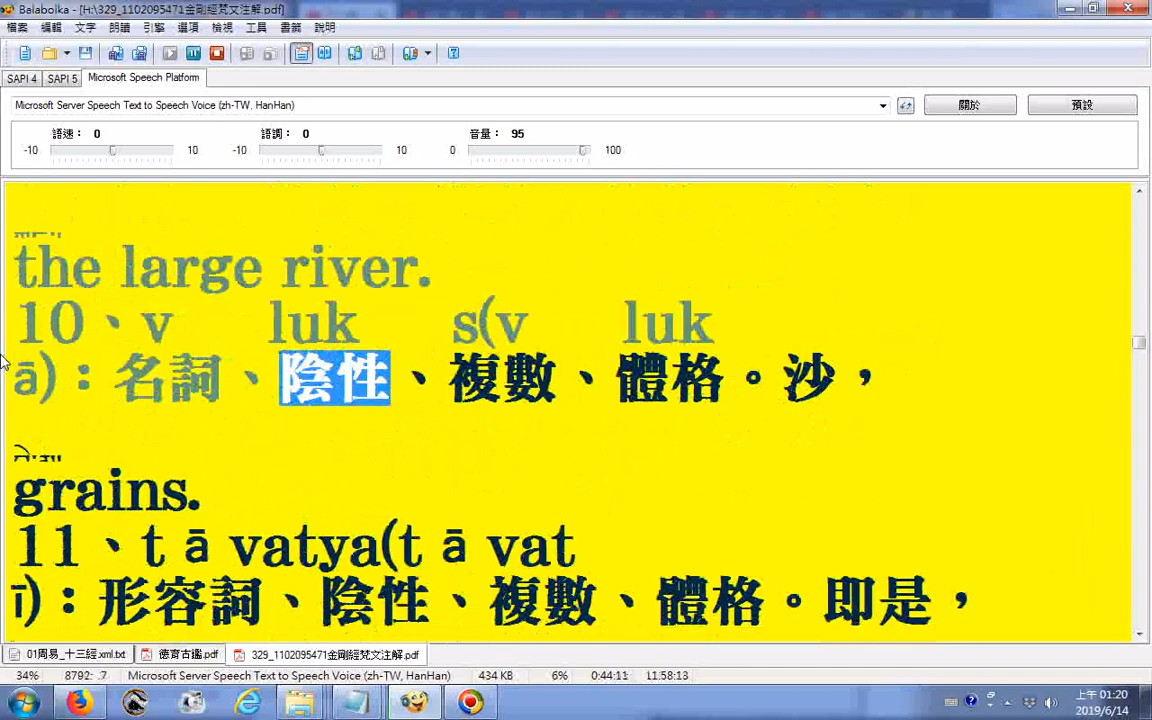 Balabolka - [H:\329_1102095471金剛經梵文注解.pdf]
檔案 編輯 文字 朗讀 引擎 選項 檢視 工具 書籤 說明
SAPI 4 SAPI 5 Microsoft Speech Platform
Microsoft Server Speech Text to Speech Voice (zh-TW, HanHan) 關於 預設
語速： 0 語調： 0 音量： 95
-10 10 -10 10 0 100
the large river.
10、v luk s(v luk
ā)：名詞、陰性、複數、體格。沙，
grains.
11、t ā vatya(t ā vat
ī)：形容詞、陰性、複數、體格。即是，
01周易_十三經.xml.txt 德育古鑑.pdf 329_1102095471金剛經梵文注解.pdf
34% 8792: .7 Microsoft Server Speech Text to Speech Voice (zh-TW, HanHan) 434 KB 6% 0:44:11 11:58:13
上午 01:20
2019/6/14